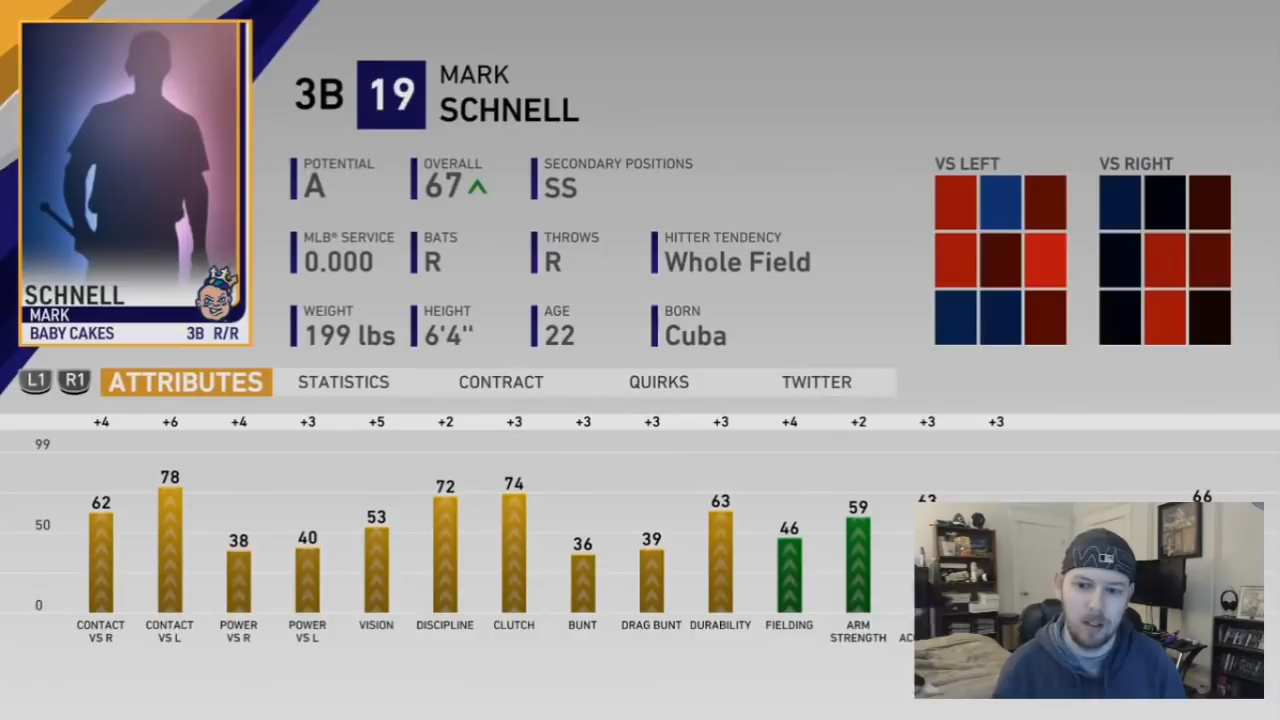 SCHNELL
MARK
BABY CAKES 3B R/R
3B 19 MARK
SCHNELL
POTENTIAL OVERALL SECONDARY POSITIONS
A 67 SS
MLB® SERVICE BATS THROWS HITTER TENDENCY
0.000 R R Whole Field
WEIGHT HEIGHT AGE BORN
199 lbs 6'4" 22 Cuba
VS LEFT VS RIGHT
L1 R1 ATTRIBUTES STATISTICS CONTRACT QUIRKS TWITTER
+4 +6 +4 +3 +5 +2 +3 +3 +3 +3 +4 +2 +3 +3
99
50
0
62 78 38 40 53 72 74 36 39 63 46 59 63 66
CONTACT VS R
CONTACT VS L
POWER VS R
POWER VS L
VISION
DISCIPLINE
CLUTCH
BUNT
DRAG BUNT
DURABILITY
FIELDING
ARM STRENGTH